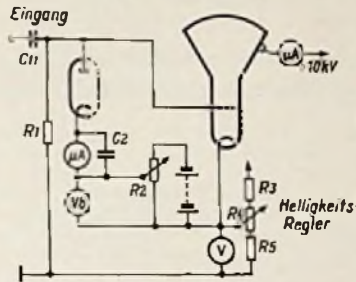 Eingang
C11
µA
10kV
R1
C2
µA
R2
R3
Vb
R4
Helligkeits-
Regler
V
R5